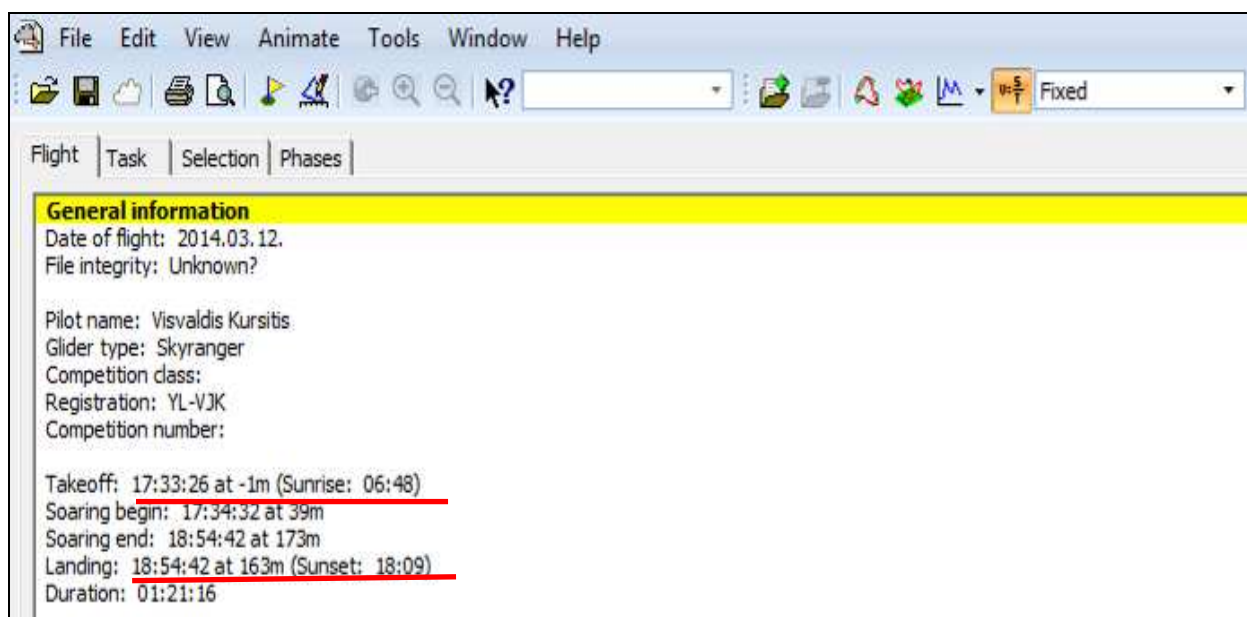 File Edit View Animate Tools Window Help
Fixed
Flight Task Selection Phases
General information
Date of flight: 2014.03.12.
File integrity: Unknown?
Pilot name: Visvaldis Kursitis
Glider type: Skyranger
Competition class:
Registration: YL-VJK
Competition number:
Takeoff: 17:33:26 at -1m (Sunrise: 06:48)
Soaring begin: 17:34:32 at 39m
Soaring end: 18:54:42 at 173m
Landing: 18:54:42 at 163m (Sunset: 18:09)
Duration: 01:21:16